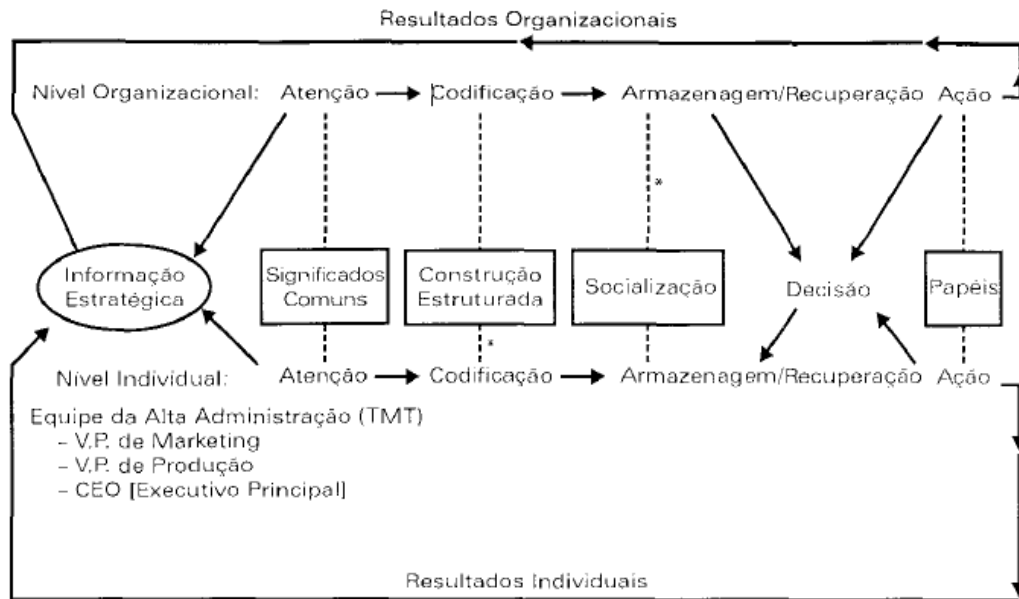 Resultados Organizacionais
Nível Organizacional: Atenção Codificação Armazenagem/Recuperação Ação
*
Informação
Estratégica
Significados
Comuns
Construção
Estruturada
Socialização
Decisão
Papéis
*
Nível Individual: Atenção Codificação Armazenagem/Recuperação Ação
Equipe da Alta Administração (TMT)
– V.P. de Marketing
– V.P. de Produção
– CEO [Executivo Principal]
Resultados Individuais